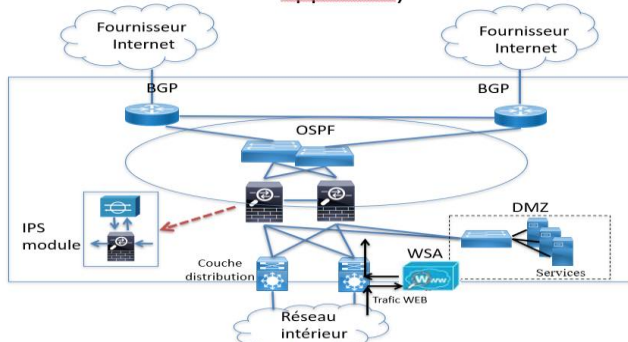 Fournisseur
Internet
Fournisseur
Internet
BGP
BGP
OSPF
IPS
module
DMZ
Services
Couche
distribution
WSA
Trafic WEB
Réseau
intérieur